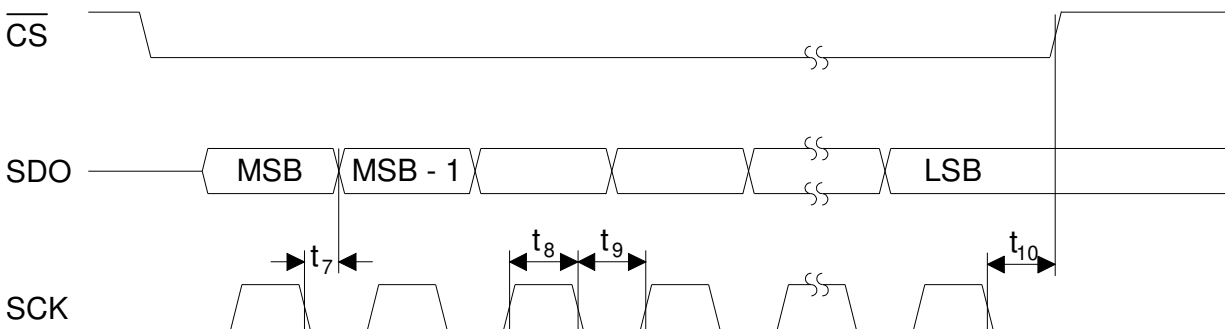 CS
SDO
MSB
MSB - 1
LSB
t7
t8
t9
t10
SCK